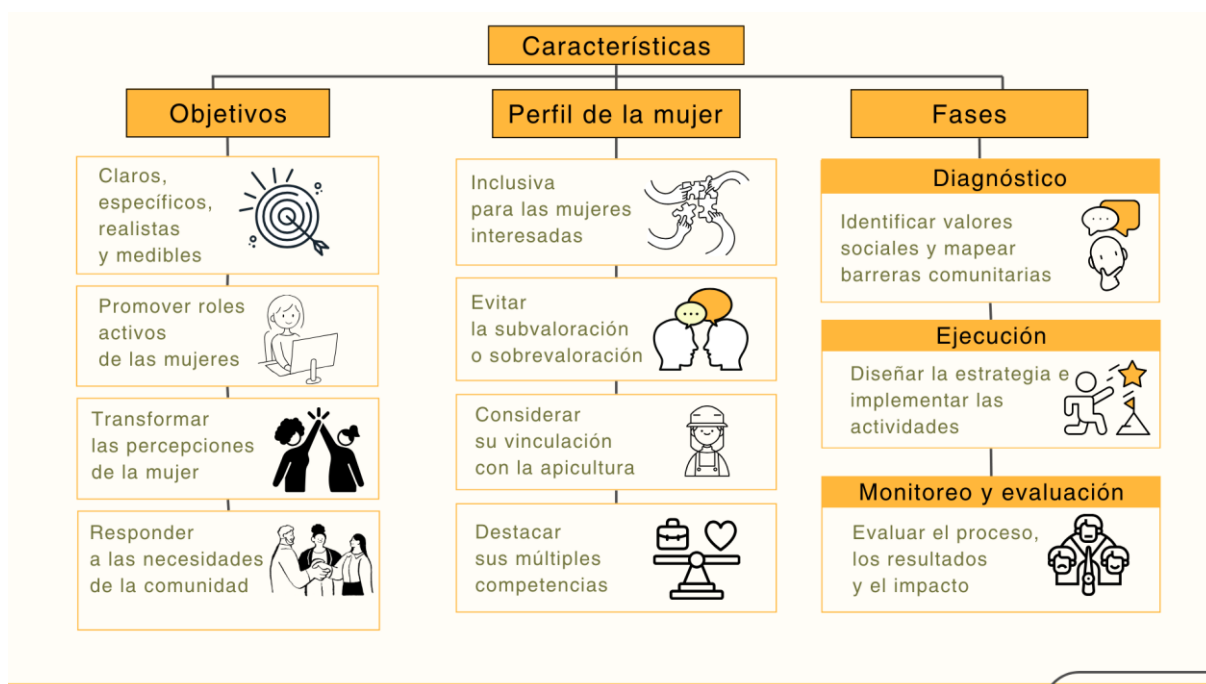 Características
Objetivos
Claros,
específicos,
realistas
y medibles
Promover roles
activos
de las mujeres
Transformar
las percepciones
de la mujer
Responder
a las necesidades
de la comunidad
Perfil de la mujer
Inclusiva
para las mujeres
interesadas
Evitar
la subvaloración
o sobrevaloración
Considerar
su vinculación
con la apicultura
Destacar
sus múltiples
competencias
Fases
Diagnóstico
Identificar valores
sociales y mapear
barreras comunitarias
Ejecución
Diseñar la estrategia e
implementar las
actividades
Monitoreo y evaluación
Evaluar el proceso,
los resultados
y el impacto